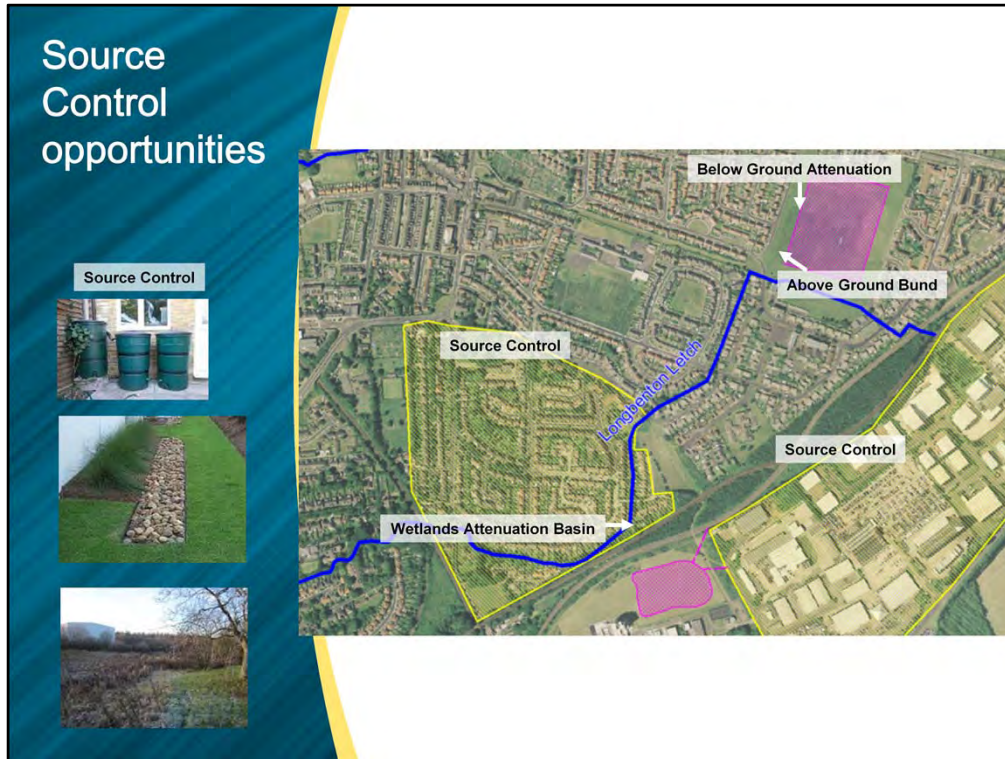 Source
Control
opportunities
Source Control
Below Ground Attenuation
Above Ground Bund
Source Control
Longbenton Letch
Source Control
Wetlands Attenuation Basin